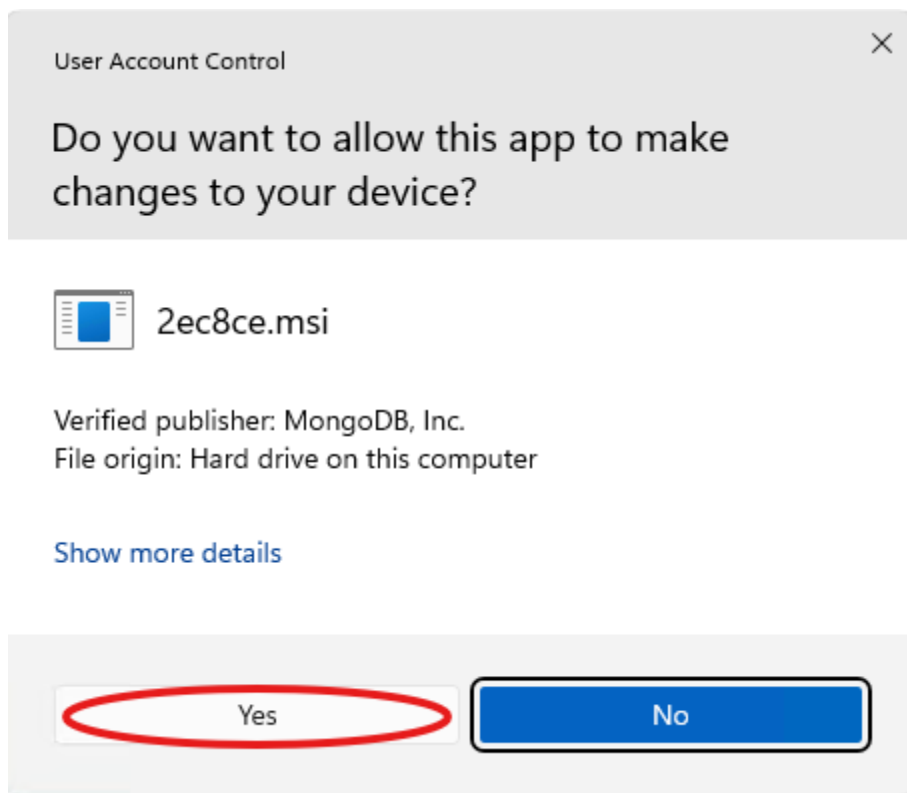 User Account Control
Do you want to allow this app to make
changes to your device?
2ec8ce.msi
Verified publisher: MongoDB, Inc.
File origin: Hard drive on this computer
Show more details
Yes
No